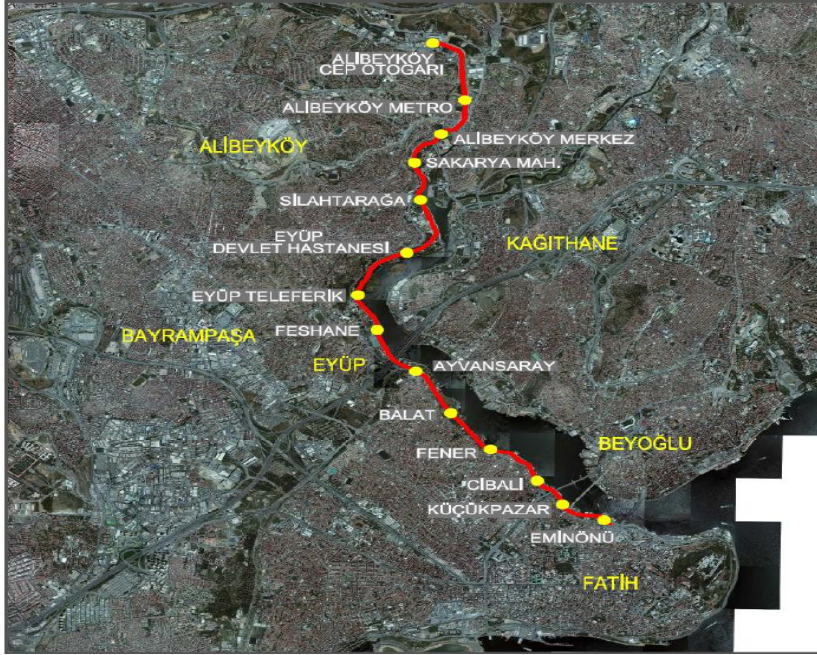 ALİBEYKÖY
CEP OTOGARI
ALİBEYKÖY METRO
ALİBEYKÖY MERKEZ
ALİBEYKÖY
SAKARYA MAH.
SİLAHTARAĞA
EYÜP
DEVLET HASTANESİ
KAĞITHANE
EYÜP TELEFERİK
FESHANE
BAYRAMPAŞA
EYÜP
AYVANSARAY
BALAT
FENER
BEYOĞLU
CİBALİ
KÜÇÜKPAZAR
EMİNÖNÜ
FATİH